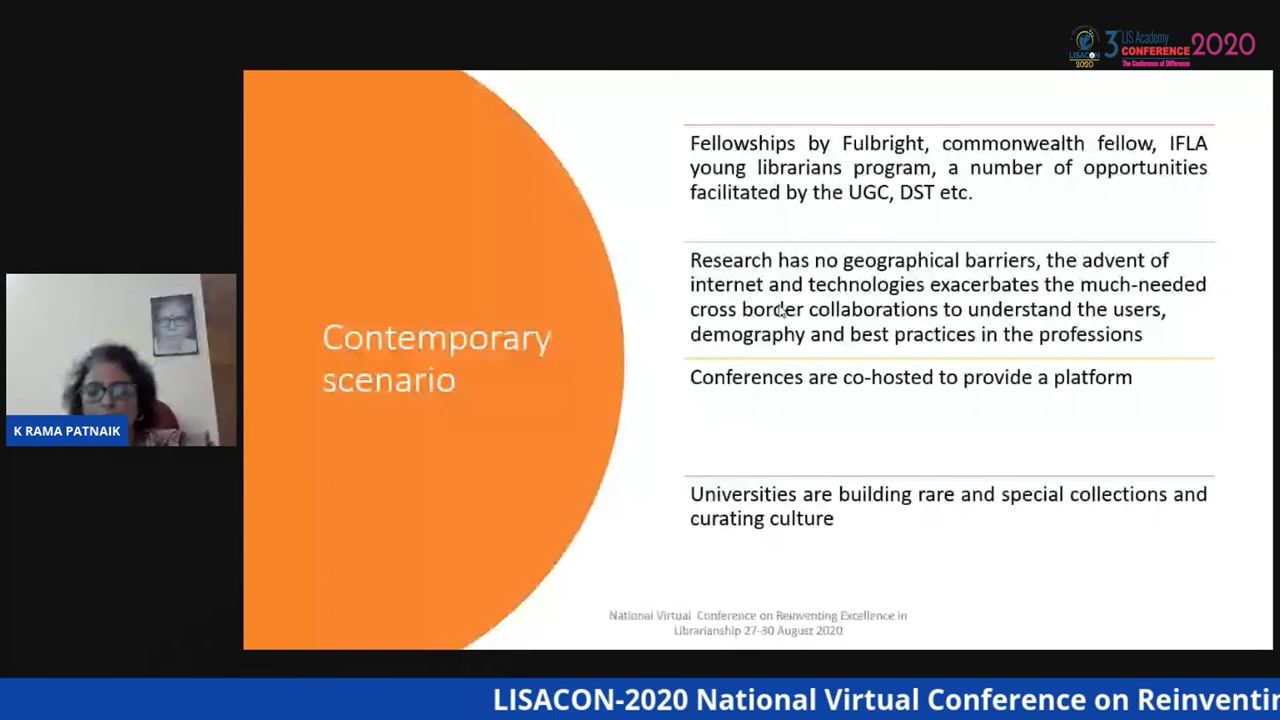 LISACON
2020
3
LIS Academy
CONFERENCE
The Conference of Difference
2020
Fellowships by Fulbright, commonwealth fellow, IFLA
young librarians program, a number of opportunities
facilitated by the UGC, DST etc.
Research has no geographical barriers, the advent of
internet and technologies exacerbates the much-needed
cross border collaborations to understand the users,
demography and best practices in the professions
Contemporary
scenario
Conferences are co-hosted to provide a platform
K RAMA PATNAIK
Universities are building rare and special collections and
curating culture
National Virtual Conference on Reinventing Excellence in
Librarianship 27-30 August 2020
LISACON-2020 National Virtual Conference on Reinventin